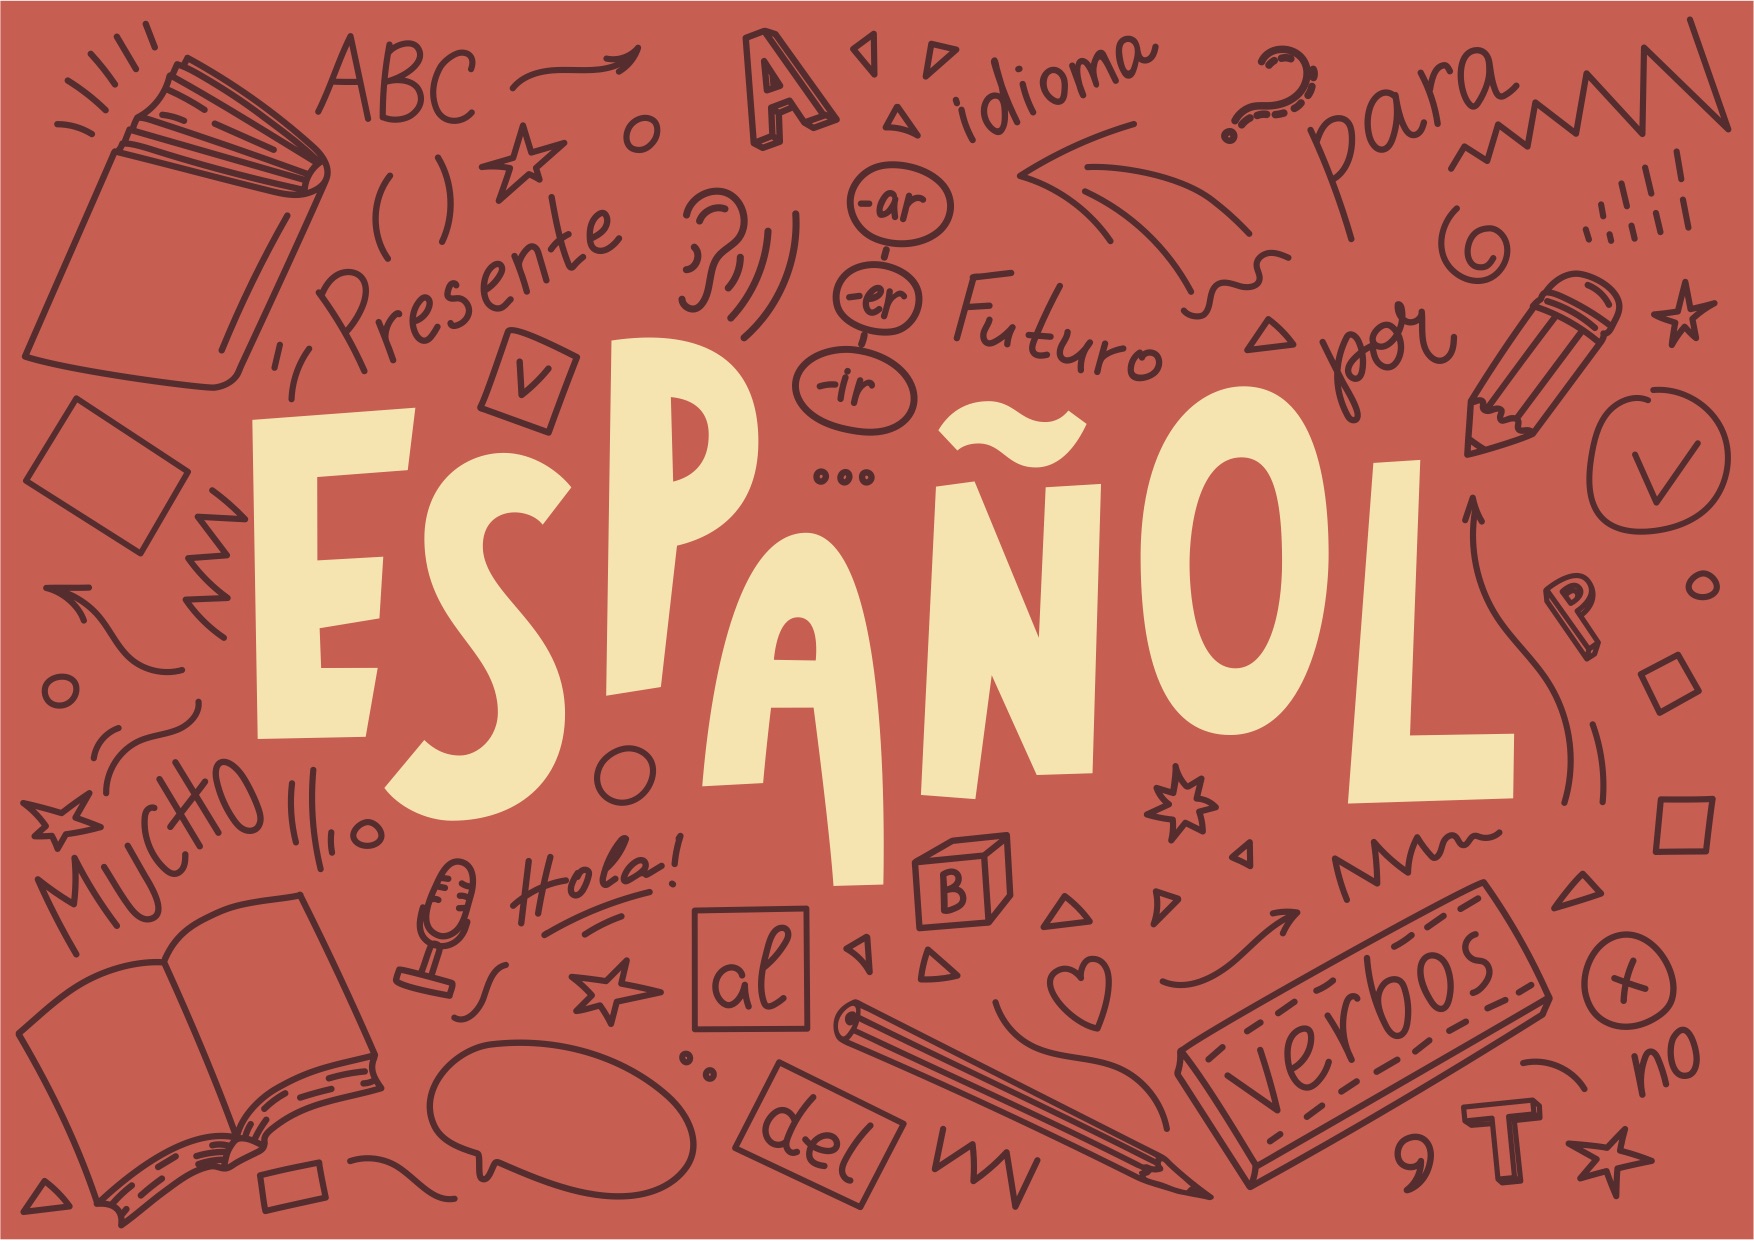 ABC
A
idioma
?
para
( )
Presente
-ar
-er
-ir
Futuro
por
V
ESPAÑOL
...
P
MUCHO
Hola!
B
al
verbos
x
no
del
,
T